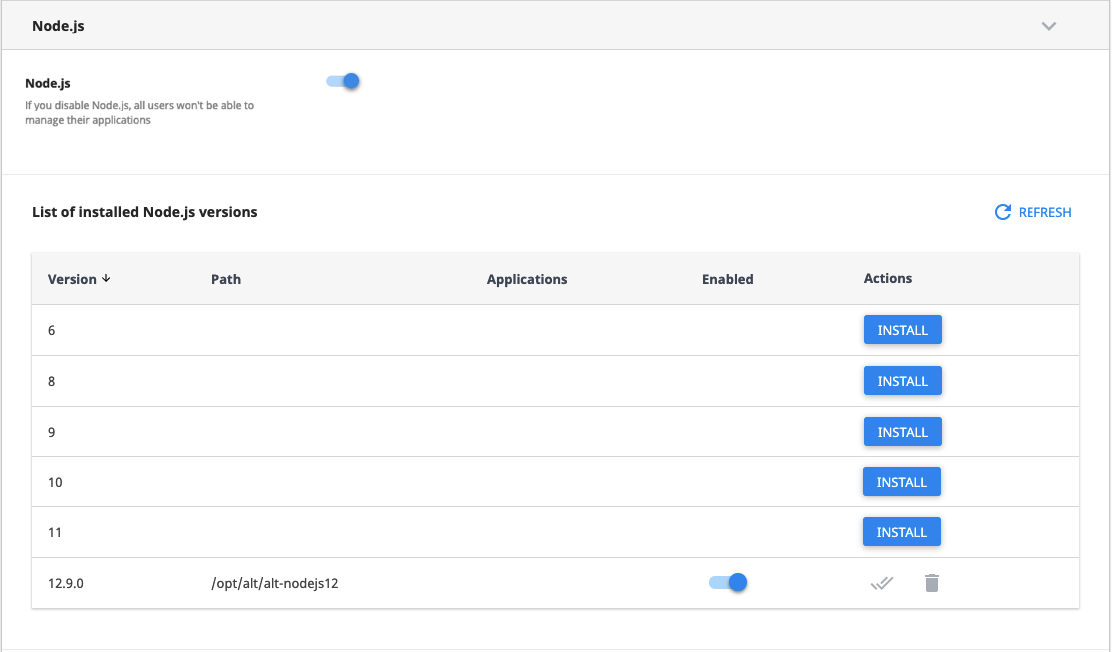 Node.js
Node.js
If you disable Node.js, all users won't be able to
manage their applications
List of installed Node.js versions
REFRESH
Version Path Applications Enabled Actions
6 INSTALL
8 INSTALL
9 INSTALL
10 INSTALL
11 INSTALL
12.9.0 /opt/alt/alt-nodejs12